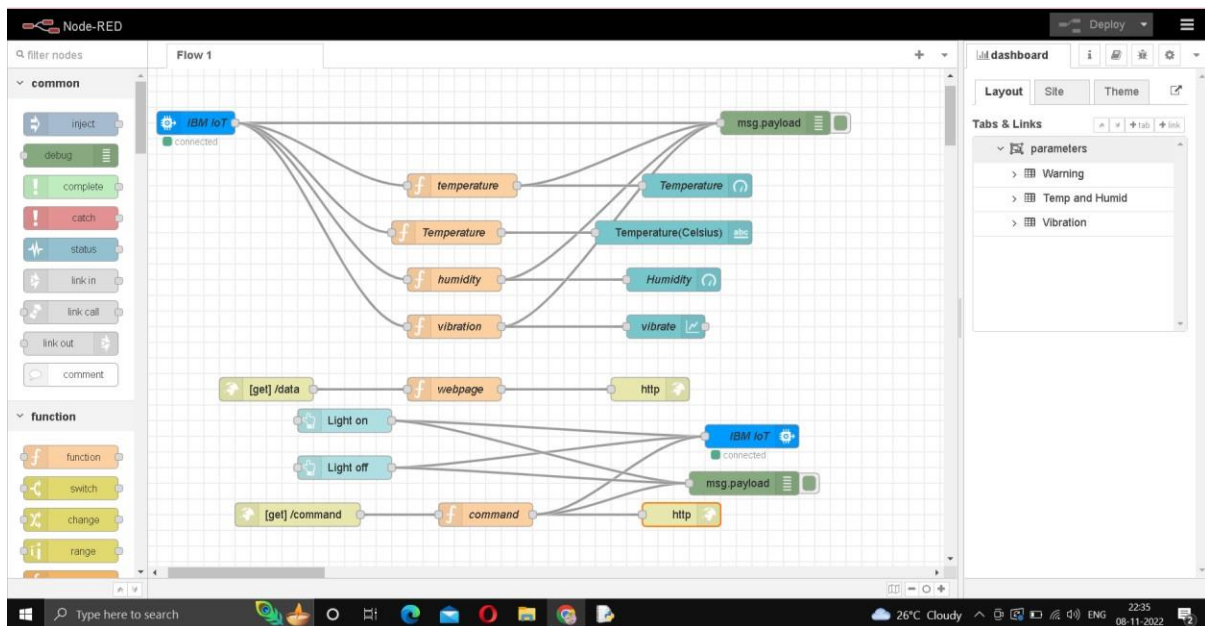 Node-RED
Deploy
filter nodes
Flow 1
dashboard
i
common
Layout
Site
Theme
inject
IBM IoT
msg.payload
Tabs & Links
tab
link
connected
debug
parameters
complete
temperature
Temperature
Warning
Temp and Humid
catch
Vibration
status
Temperature
Temperature(Celsius)
abc
link in
humidity
Humidity
link call
vibration
vibrate
link out
comment
[get] /data
webpage
http
function
Light on
IBM IoT
connected
function
Light off
msg.payload
switch
[get] /command
command
http
change
range
Type here to search
26°C Cloudy
ENG
22:35
08-11-2022
2